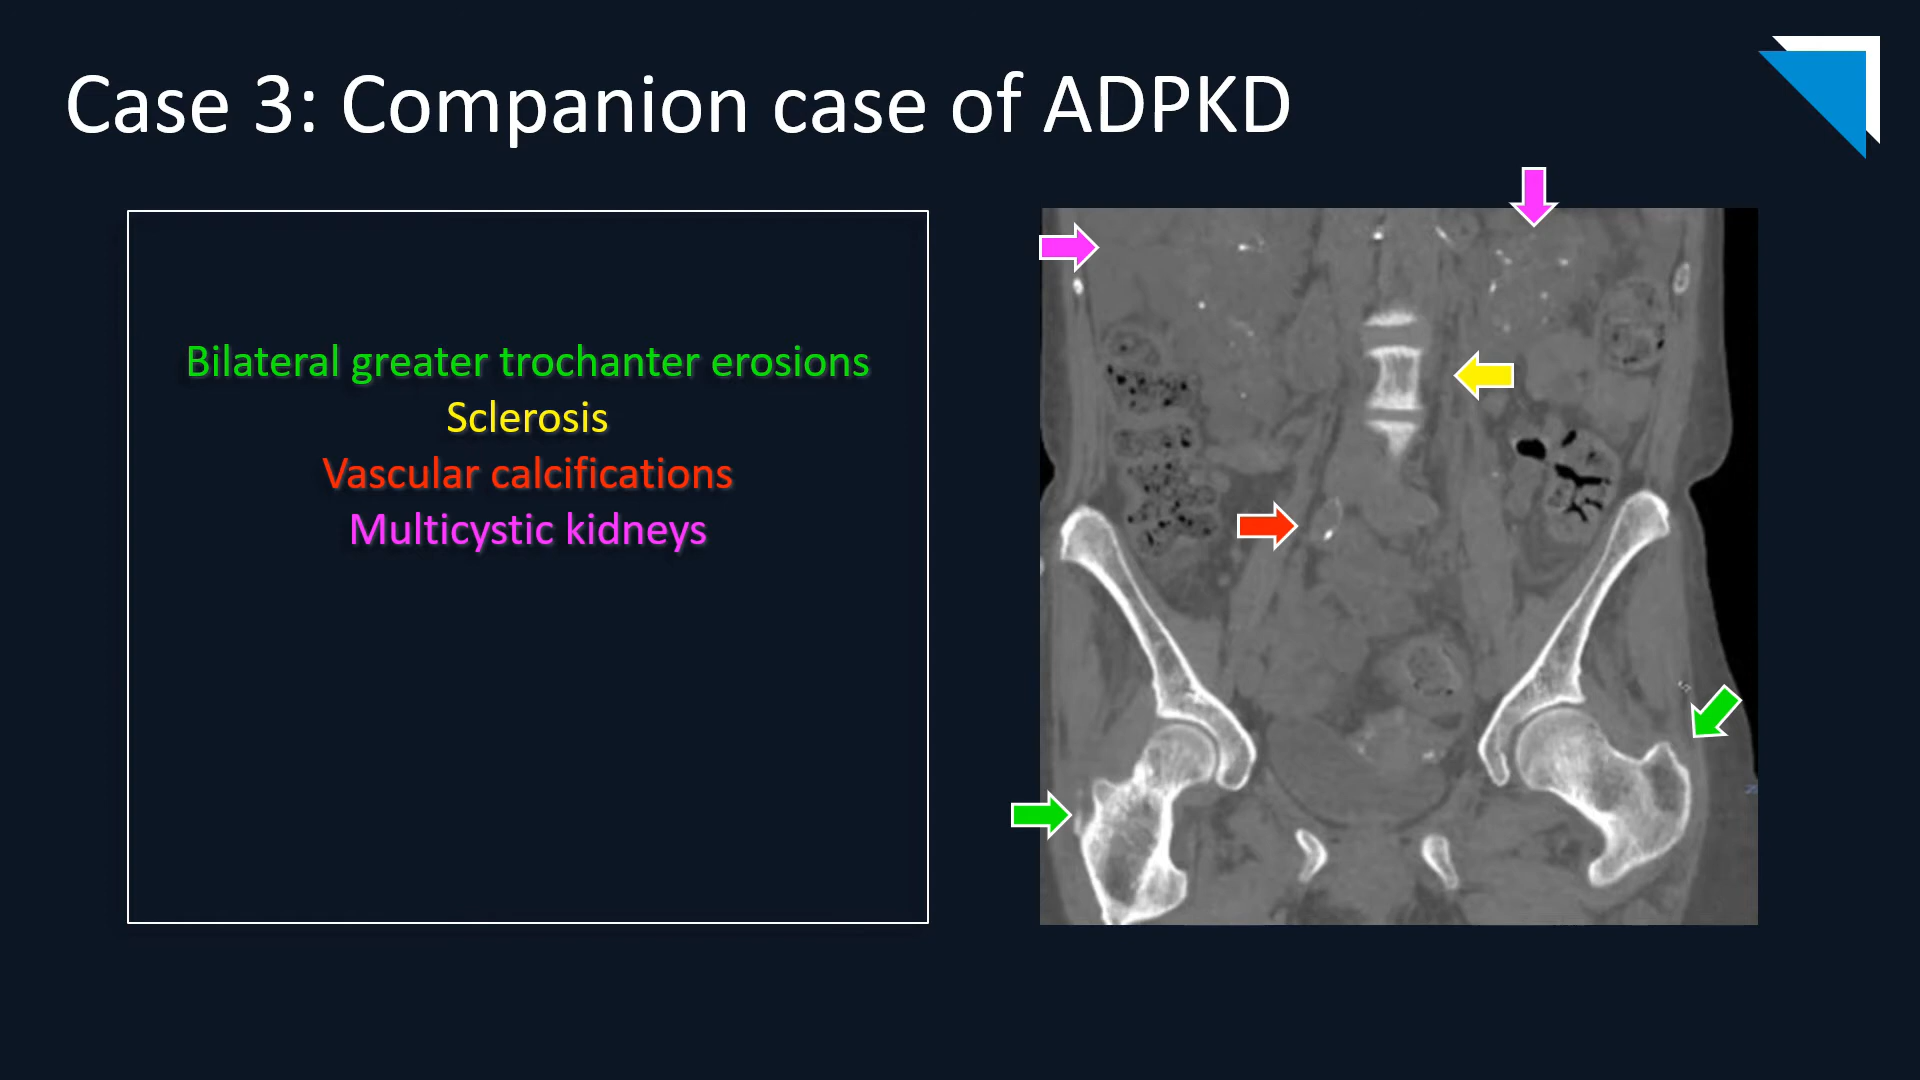 Case 3: Companion case of ADPKD
Bilateral greater trochanter erosions
Sclerosis
Vascular calcifications
Multicystic kidneys